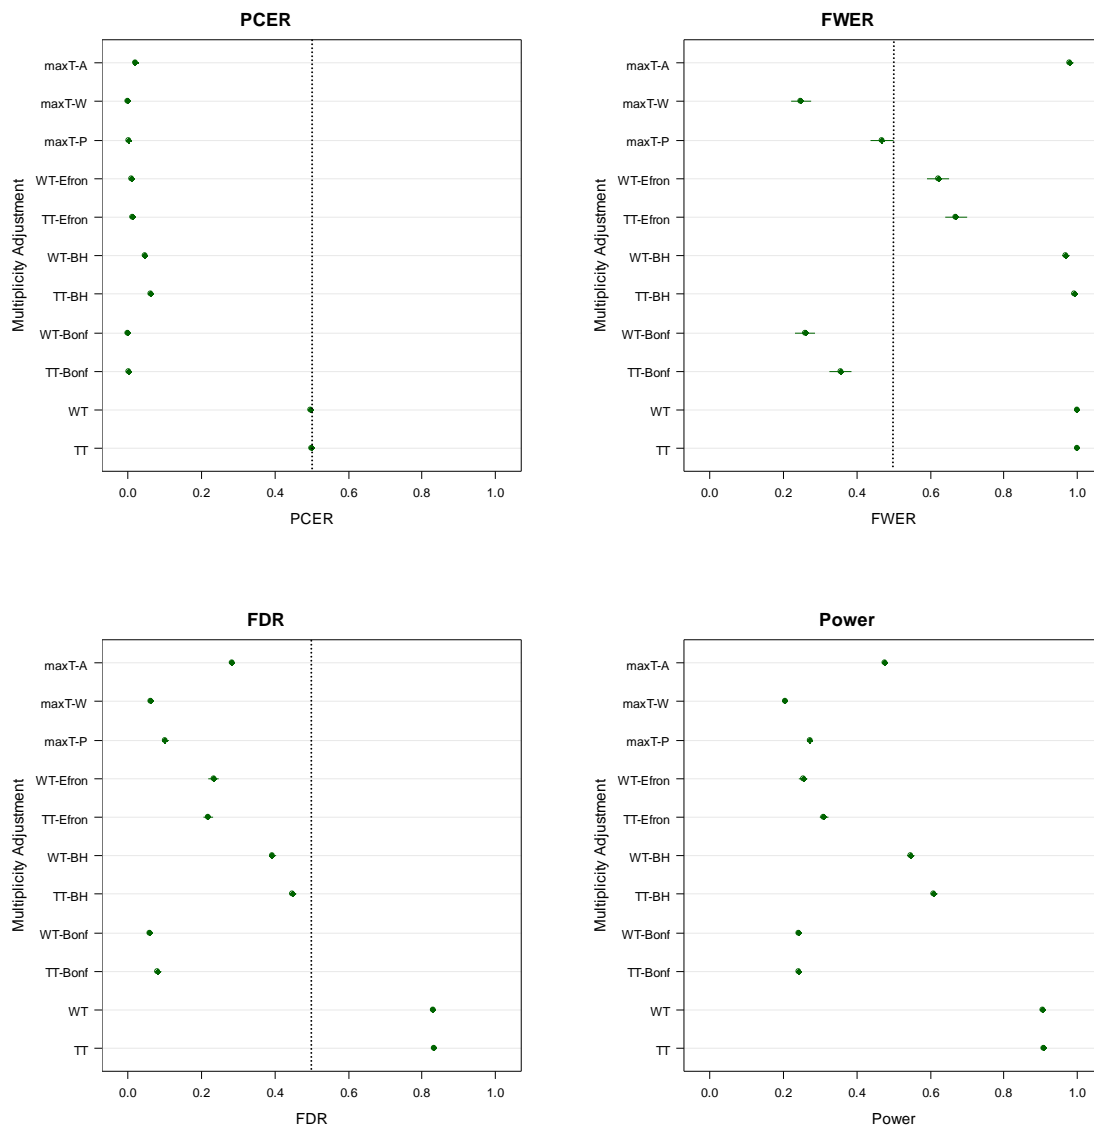 PCER
Multiplicity Adjustment
maxT-A
maxT-W
maxT-P
WT-Efron
TT-Efron
WT-BH
TT-BH
WT-Bonf
TT-Bonf
WT
TT
0.0 0.2 0.4 0.6 0.8 1.0
PCER
FWER
Multiplicity Adjustment
maxT-A
maxT-W
maxT-P
WT-Efron
TT-Efron
WT-BH
TT-BH
WT-Bonf
TT-Bonf
WT
TT
0.0 0.2 0.4 0.6 0.8 1.0
FWER
FDR
Multiplicity Adjustment
maxT-A
maxT-W
maxT-P
WT-Efron
TT-Efron
WT-BH
TT-BH
WT-Bonf
TT-Bonf
WT
TT
0.0 0.2 0.4 0.6 0.8 1.0
FDR
Power
Multiplicity Adjustment
maxT-A
maxT-W
maxT-P
WT-Efron
TT-Efron
WT-BH
TT-BH
WT-Bonf
TT-Bonf
WT
TT
0.0 0.2 0.4 0.6 0.8 1.0
Power